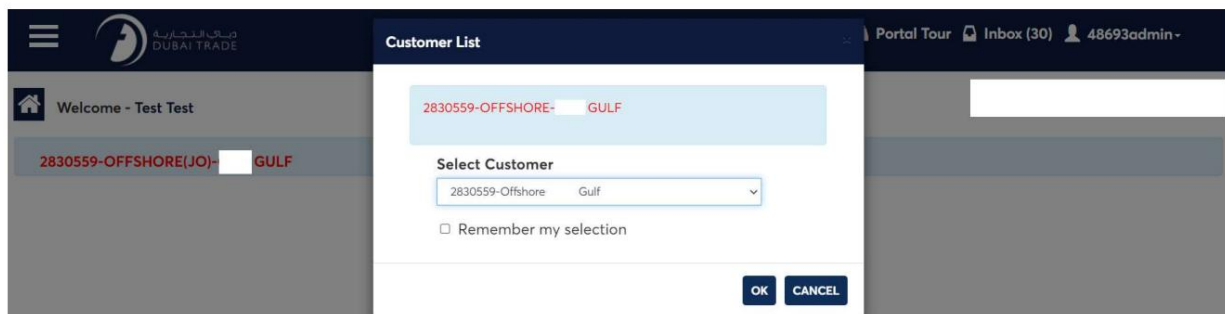 دبي التجارية
DUBAI TRADE
Portal Tour Inbox (30) 48693admin
Welcome - Test Test
2830559-OFFSHORE(JO)- GULF
Customer List
2830559-OFFSHORE- GULF
Select Customer
2830559-Offshore Gulf
Remember my selection
OK CANCEL